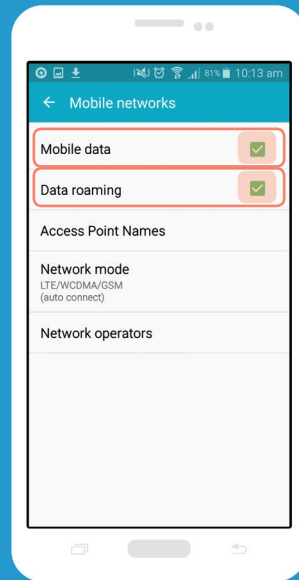 81% 10:13 am
← Mobile networks
Mobile data
Data roaming
Access Point Names
Network mode
LTE/WCDMA/GSM
(auto connect)
Network operators